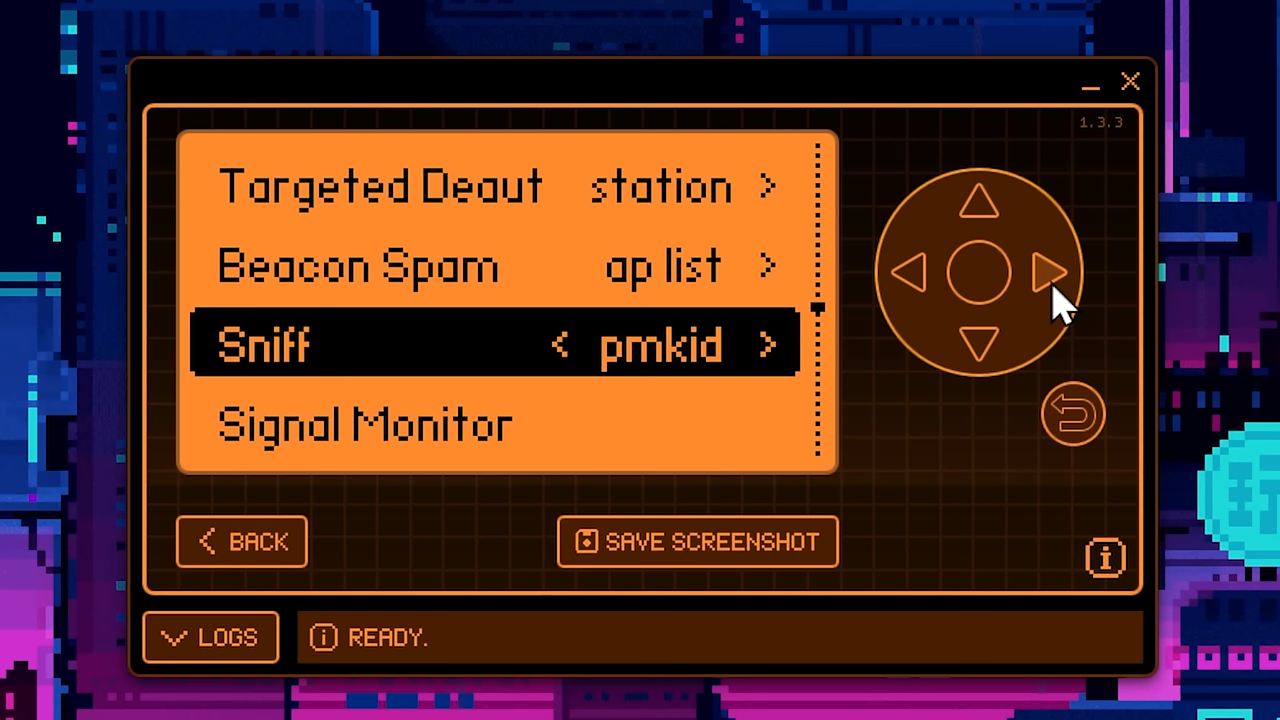 1.3.3
Targeted Deaut station >
Beacon Spam ap list >
Sniff < pmkid >
Signal Monitor
BACK
SAVE SCREENSHOT
LOGS
READY.